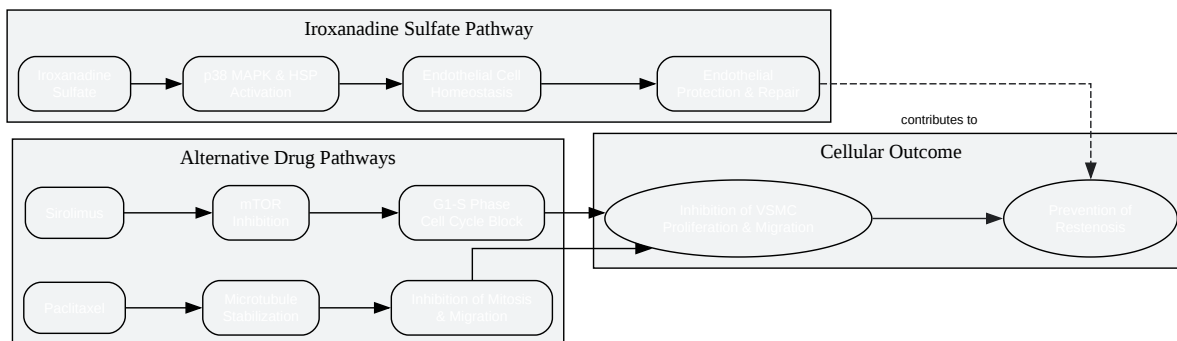 Iroxanadine Sulfate Pathway
Iroxanadine
Sulfate
p38 MAPK & HSP
Activation
Endothelial Cell
Homeostasis
Endothelial
Protection & Repair
contributes to
Alternative Drug Pathways
Sirolimus
mTOR
Inhibition
G1-S Phase
Cell Cycle Block
Paclitaxel
Microtubule
Stabilization
Inhibition of Mitosis
& Migration
Cellular Outcome
Inhibition of VSMC
Proliferation & Migration
Prevention of
Restenosis